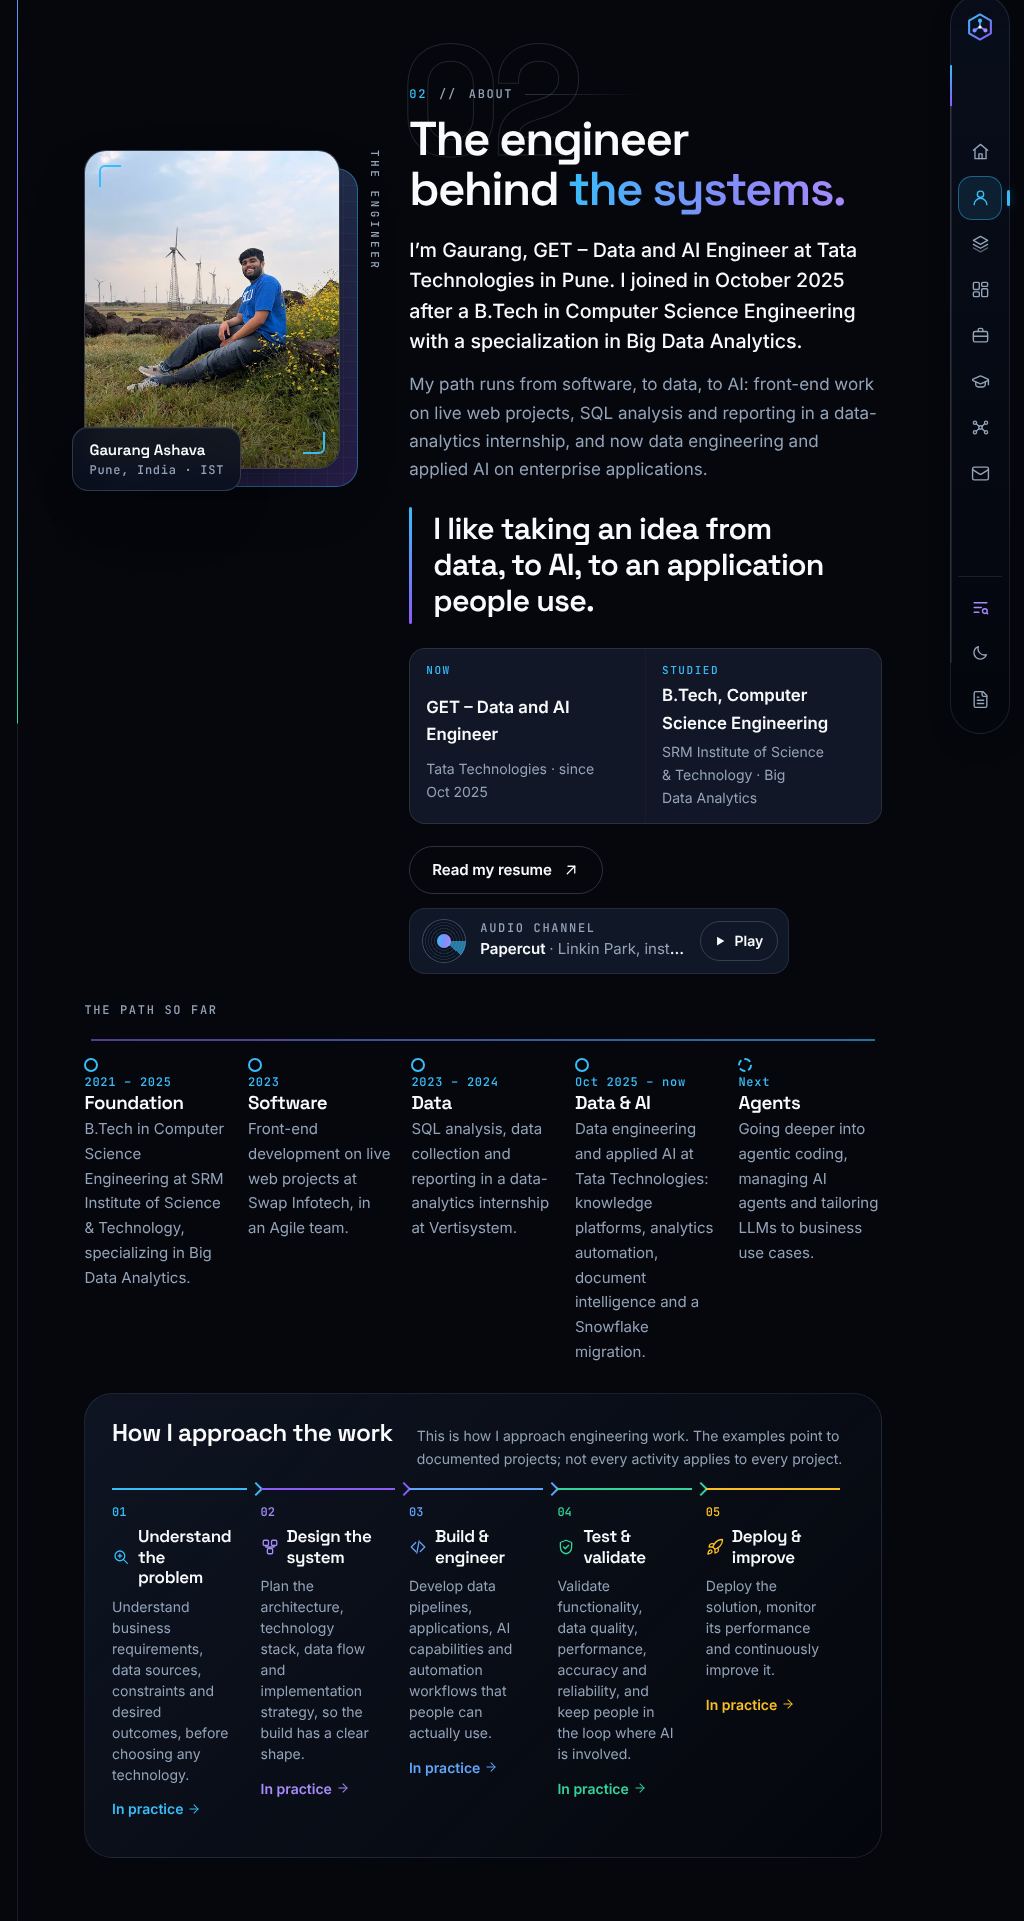 02
02 // ABOUT
The engineer
behind the systems.
THE ENGINEER
Gaurang Ashava
Pune, India · IST
I’m Gaurang, GET – Data and AI Engineer at Tata
Technologies in Pune. I joined in October 2025
after a B.Tech in Computer Science Engineering
with a specialization in Big Data Analytics.
My path runs from software, to data, to AI: front-end work
on live web projects, SQL analysis and reporting in a data-
analytics internship, and now data engineering and
applied AI on enterprise applications.
I like taking an idea from
data, to AI, to an application
people use.
NOW
GET – Data and AI
Engineer
Tata Technologies · since
Oct 2025
STUDIED
B.Tech, Computer
Science Engineering
SRM Institute of Science
& Technology · Big
Data Analytics
Read my resume
AUDIO CHANNEL
Papercut · Linkin Park, inst...
Play
THE PATH SO FAR
2021 – 2025
Foundation
B.Tech in Computer
Science
Engineering at SRM
Institute of Science
& Technology,
specializing in Big
Data Analytics.
2023
Software
Front-end
development on live
web projects at
Swap Infotech, in
an Agile team.
2023 – 2024
Data
SQL analysis, data
collection and
reporting in a data-
analytics internship
at Vertisystem.
Oct 2025 – now
Data & AI
Data engineering
and applied AI at
Tata Technologies:
knowledge
platforms, analytics
automation,
document
intelligence and a
Snowflake
migration.
Next
Agents
Going deeper into
agentic coding,
managing AI
agents and tailoring
LLMs to business
use cases.
How I approach the work
This is how I approach engineering work. The examples point to
documented projects; not every activity applies to every project.
01
Understand
the
problem
Understand
business
requirements,
data sources,
constraints and
desired
outcomes, before
choosing any
technology.
In practice →
02
Design the
system
Plan the
architecture,
technology
stack, data flow
and
implementation
strategy, so the
build has a clear
shape.
In practice →
03
Build &
engineer
Develop data
pipelines,
applications, AI
capabilities and
automation
workflows that
people can
actually use.
In practice →
04
Test &
validate
Validate
functionality,
data quality,
performance,
accuracy and
reliability, and
keep people in
the loop where AI
is involved.
In practice →
05
Deploy &
improve
Deploy the
solution, monitor
its performance
and continuously
improve it.
In practice →